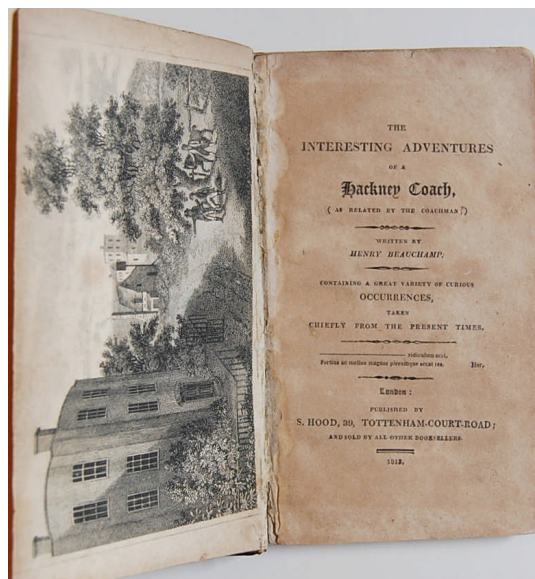 THE
INTERESTING ADVENTURES
OF A
Hackney Coach,
( AS RELATED BY THE COACHMAN )
WRITTEN BY
HENRY BEAUCHAMP;
CONTAINING A GREAT VARIETY OF CURIOUS
OCCURRENCES,
TAKEN
CHIEFLY FROM THE PRESENT TIMES.
ridiculum acri,
Fortius ac melius magnas plerumque secat res. Hor.
London:
PUBLISHED BY
S. HOOD, 39, TOTTENHAM-COURT-ROAD;
AND SOLD BY ALL OTHER BOOKSELLERS.
1813.